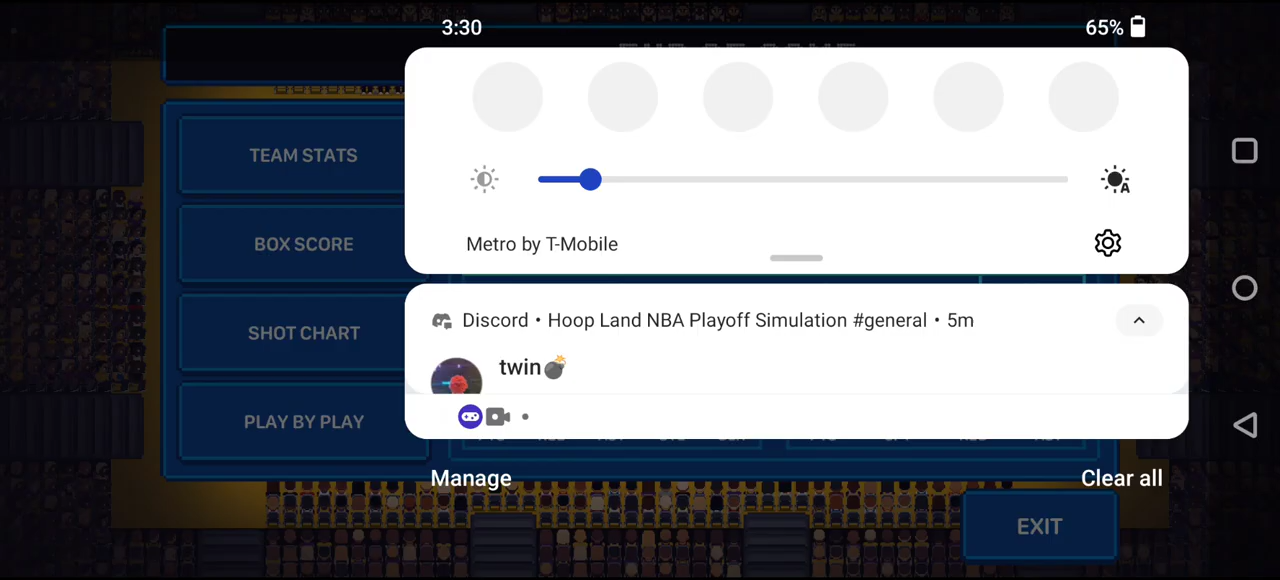 3:30
65%
TEAM STATS
BOX SCORE
SHOT CHART
PLAY BY PLAY
A
Metro by T-Mobile
Discord • Hoop Land NBA Playoff Simulation #general • 5m
twin💣
Manage
Clear all
EXIT